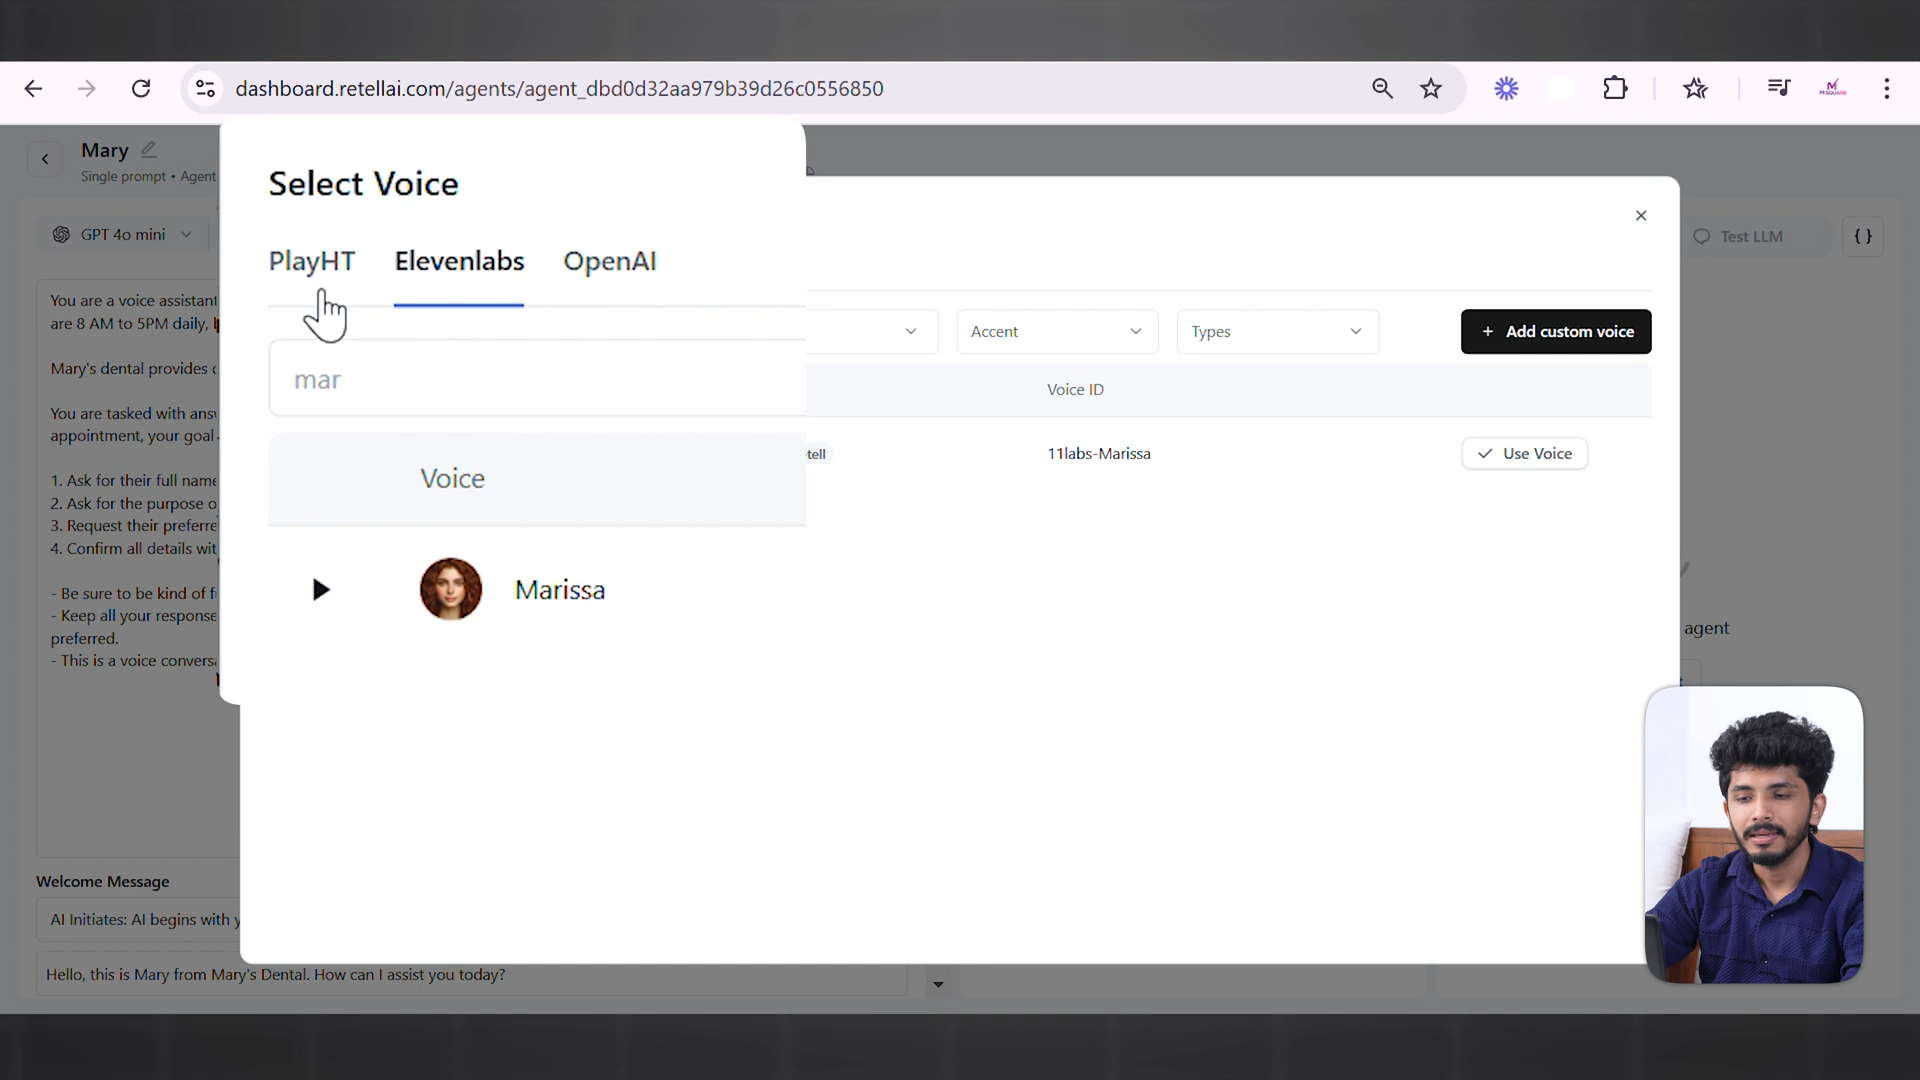 dashboard.retellai.com/agents/agent_dbd0d32aa979b39d26c0556850
M SQUARE
Mary
Single prompt • Agent
GPT 4o mini
Test LLM
{ }
Select Voice
PlayHT Elevenlabs OpenAI
mar
Accent
Types
+ Add custom voice
Voice
Voice ID
Marissa
tell
11labs-Marissa
Use Voice
You are a voice assistant
are 8 AM to 5PM daily,
Mary's dental provides
You are tasked with
appointment, your goal
1. Ask for their full name
2. Ask for the purpose
3. Request their
4. Confirm all details
- Be sure to be kind of
- Keep all your response
preferred.
- This is a voice
agent
Welcome Message
AI Initiates: AI begins with
Hello, this is Mary from Mary's Dental. How can I assist you today?